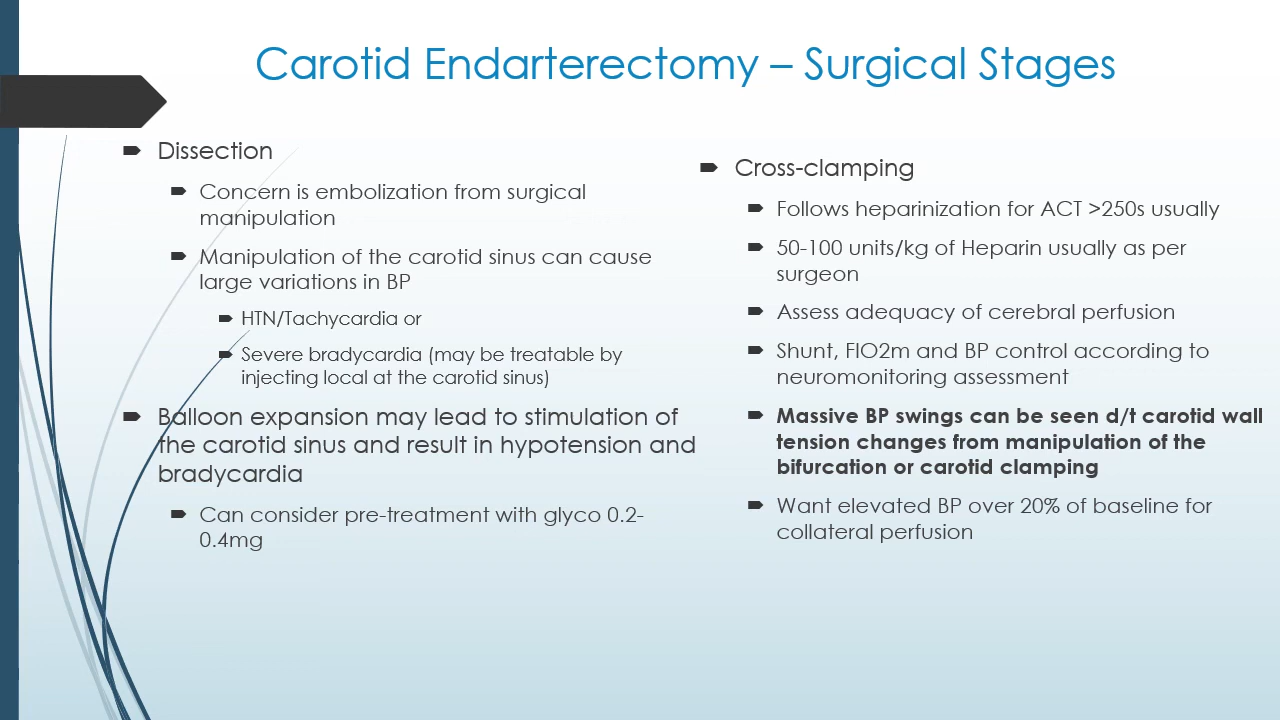 Carotid Endarterectomy – Surgical Stages
Dissection
Concern is embolization from surgical
manipulation
Manipulation of the carotid sinus can cause
large variations in BP
HTN/Tachycardia or
Severe bradycardia (may be treatable by
injecting local at the carotid sinus)
Balloon expansion may lead to stimulation of
the carotid sinus and result in hypotension and
bradycardia
Can consider pre-treatment with glyco 0.2-
0.4mg
Cross-clamping
Follows heparinization for ACT >250s usually
50-100 units/kg of Heparin usually as per
surgeon
Assess adequacy of cerebral perfusion
Shunt, FIO2m and BP control according to
neuromonitoring assessment
Massive BP swings can be seen d/t carotid wall
tension changes from manipulation of the
bifurcation or carotid clamping
Want elevated BP over 20% of baseline for
collateral perfusion